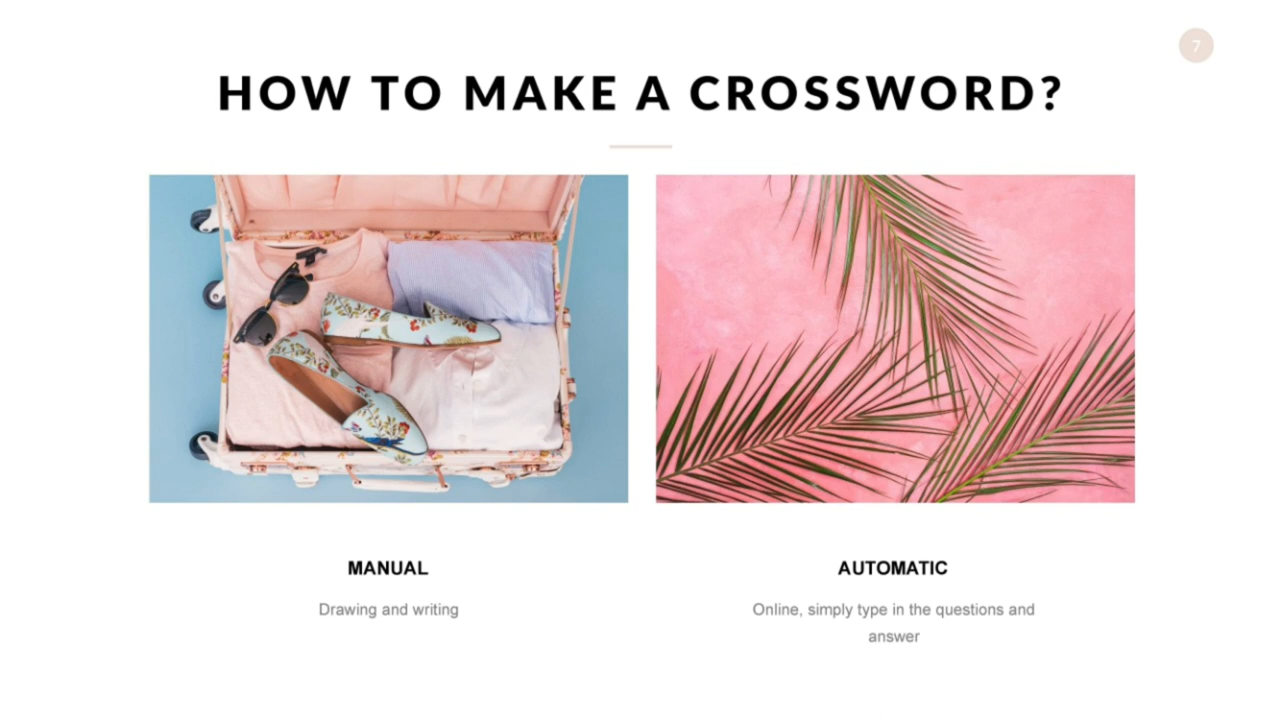 7
HOW TO MAKE A CROSSWORD?
MANUAL
Drawing and writing
AUTOMATIC
Online, simply type in the questions and
answer